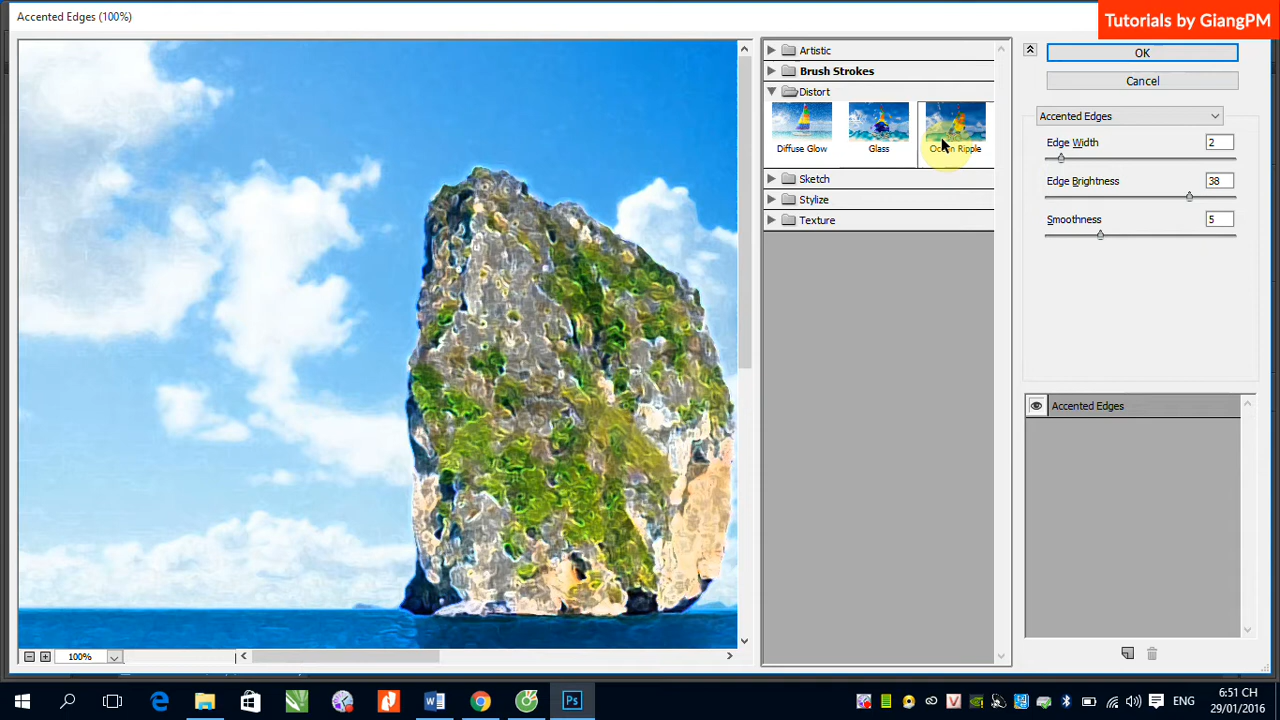 Accented Edges (100%)
Tutorials by GiangPM
Artistic
Brush Strokes
Distort
Diffuse Glow
Glass
Ocean Ripple
Sketch
Stylize
Texture
OK
Cancel
Accented Edges
Edge Width 2
Edge Brightness 38
Smoothness 5
Accented Edges
100%
W
Ps
V
ENG
6:51 CH
29/01/2016